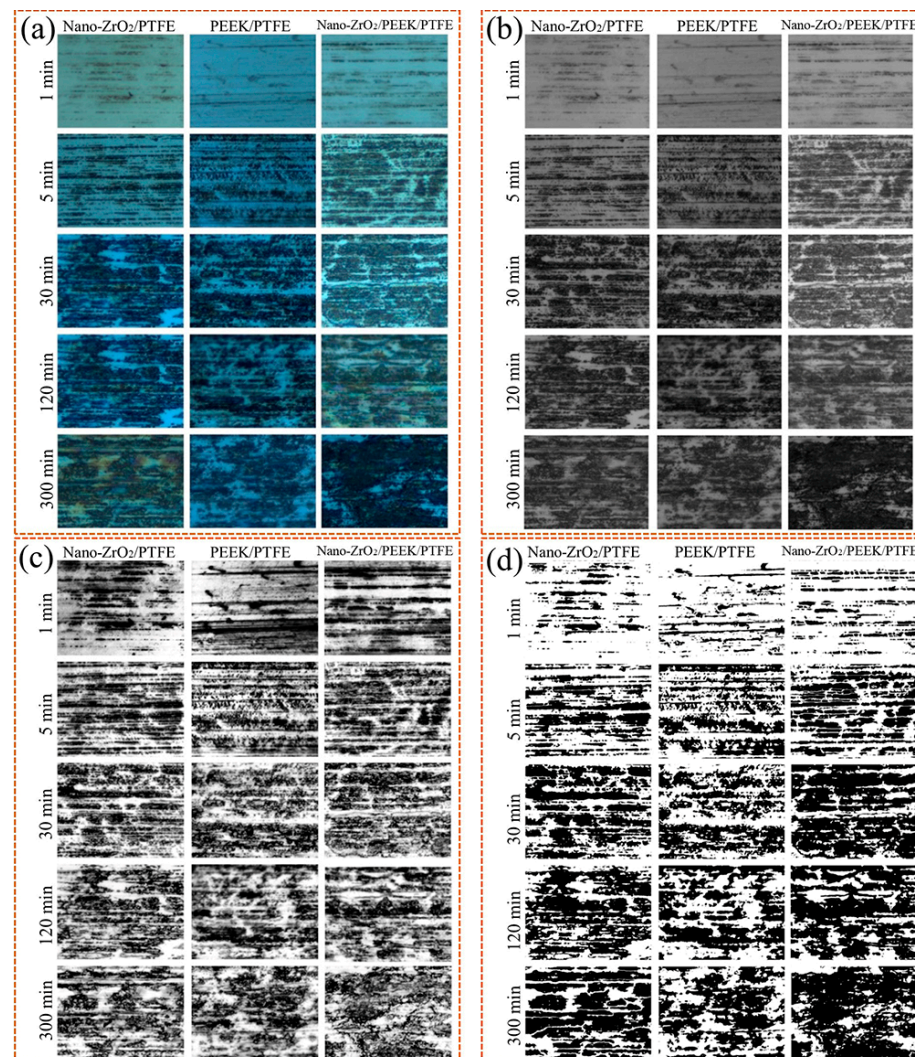 (a) Nano-ZrO₂/PTFE PEEK/PTFE Nano-ZrO₂/PEEK/PTFE
1 min
5 min
30 min
120 min
300 min
(b) Nano-ZrO₂/PTFE PEEK/PTFE Nano-ZrO₂/PEEK/PTFE
1 min
5 min
30 min
120 min
300 min
(c) Nano-ZrO₂/PTFE PEEK/PTFE Nano-ZrO₂/PEEK/PTFE
1 min
5 min
30 min
120 min
300 min
(d) Nano-ZrO₂/PTFE PEEK/PTFE Nano-ZrO₂/PEEK/PTFE
1 min
5 min
30 min
120 min
300 min